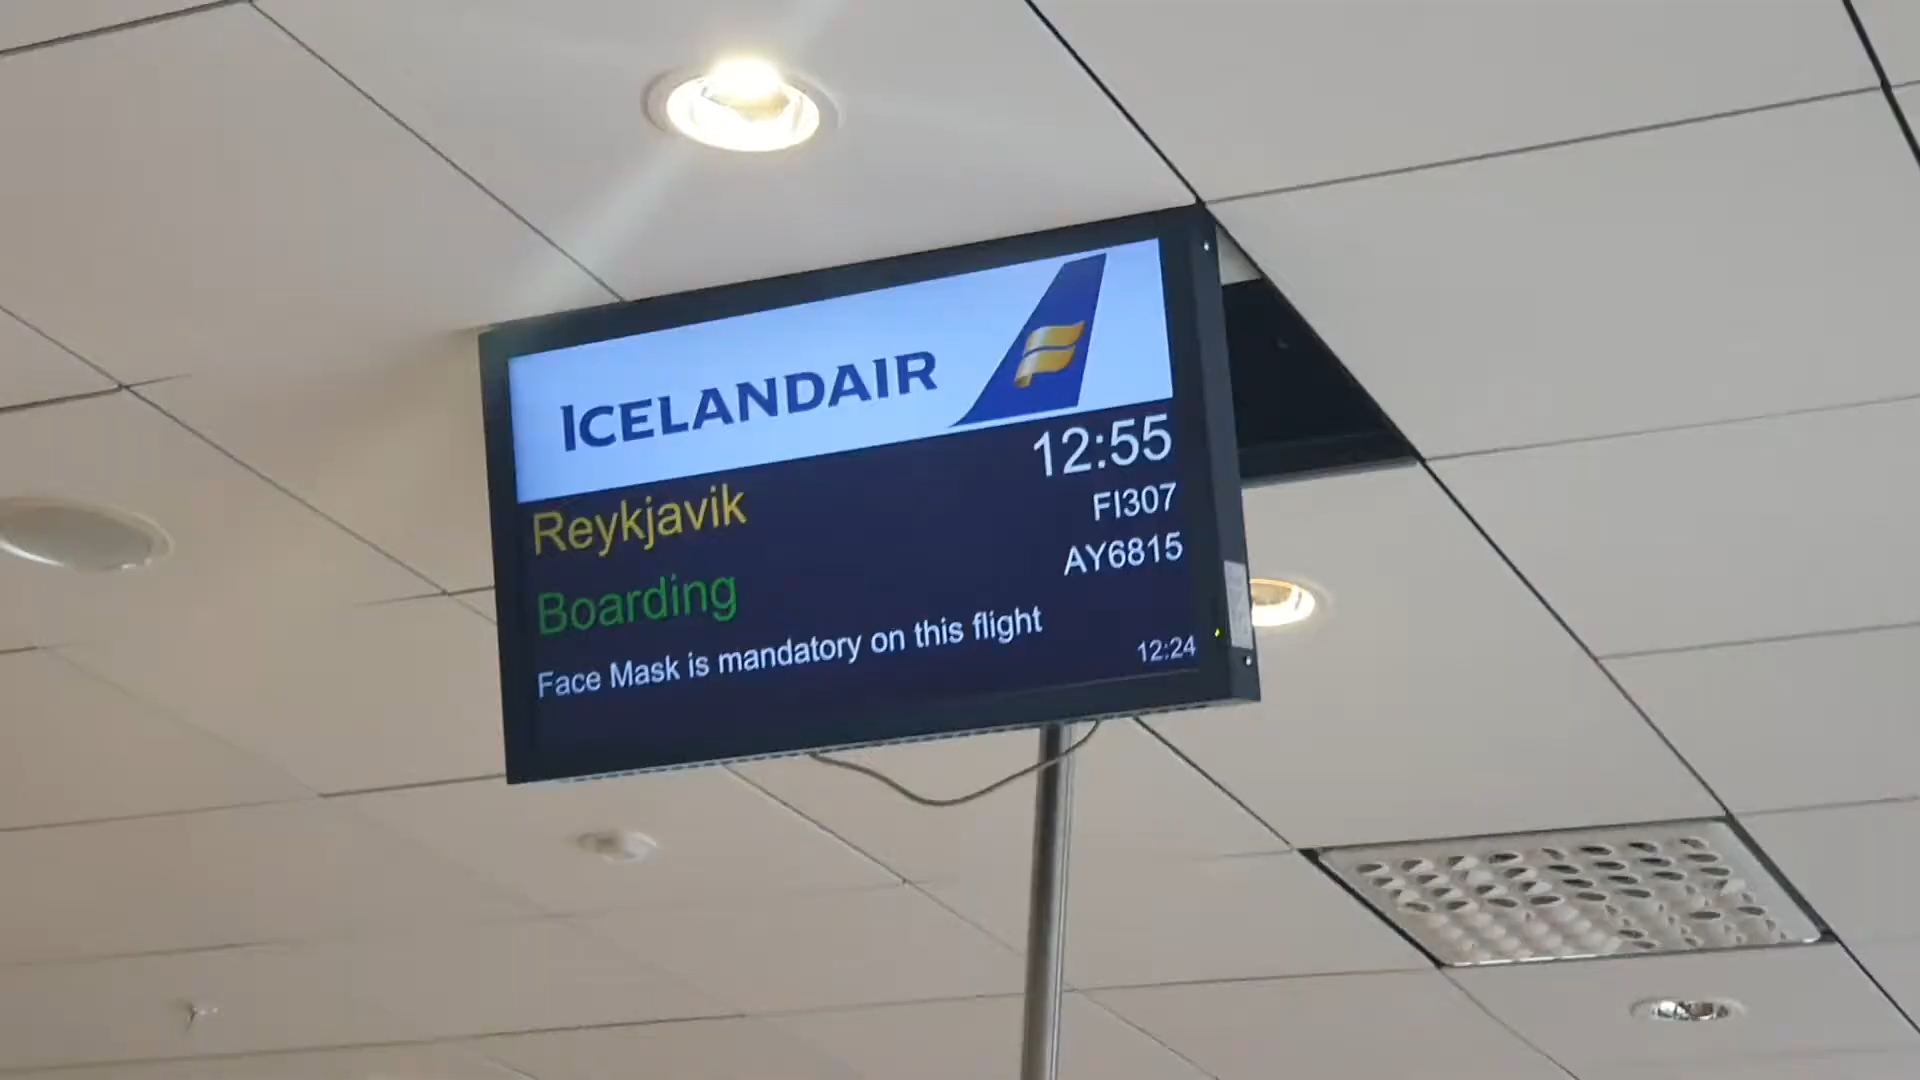 ICELANDAIR
12:55
Reykjavik
FI307
AY6815
Boarding
Face Mask is mandatory on this flight
12:24